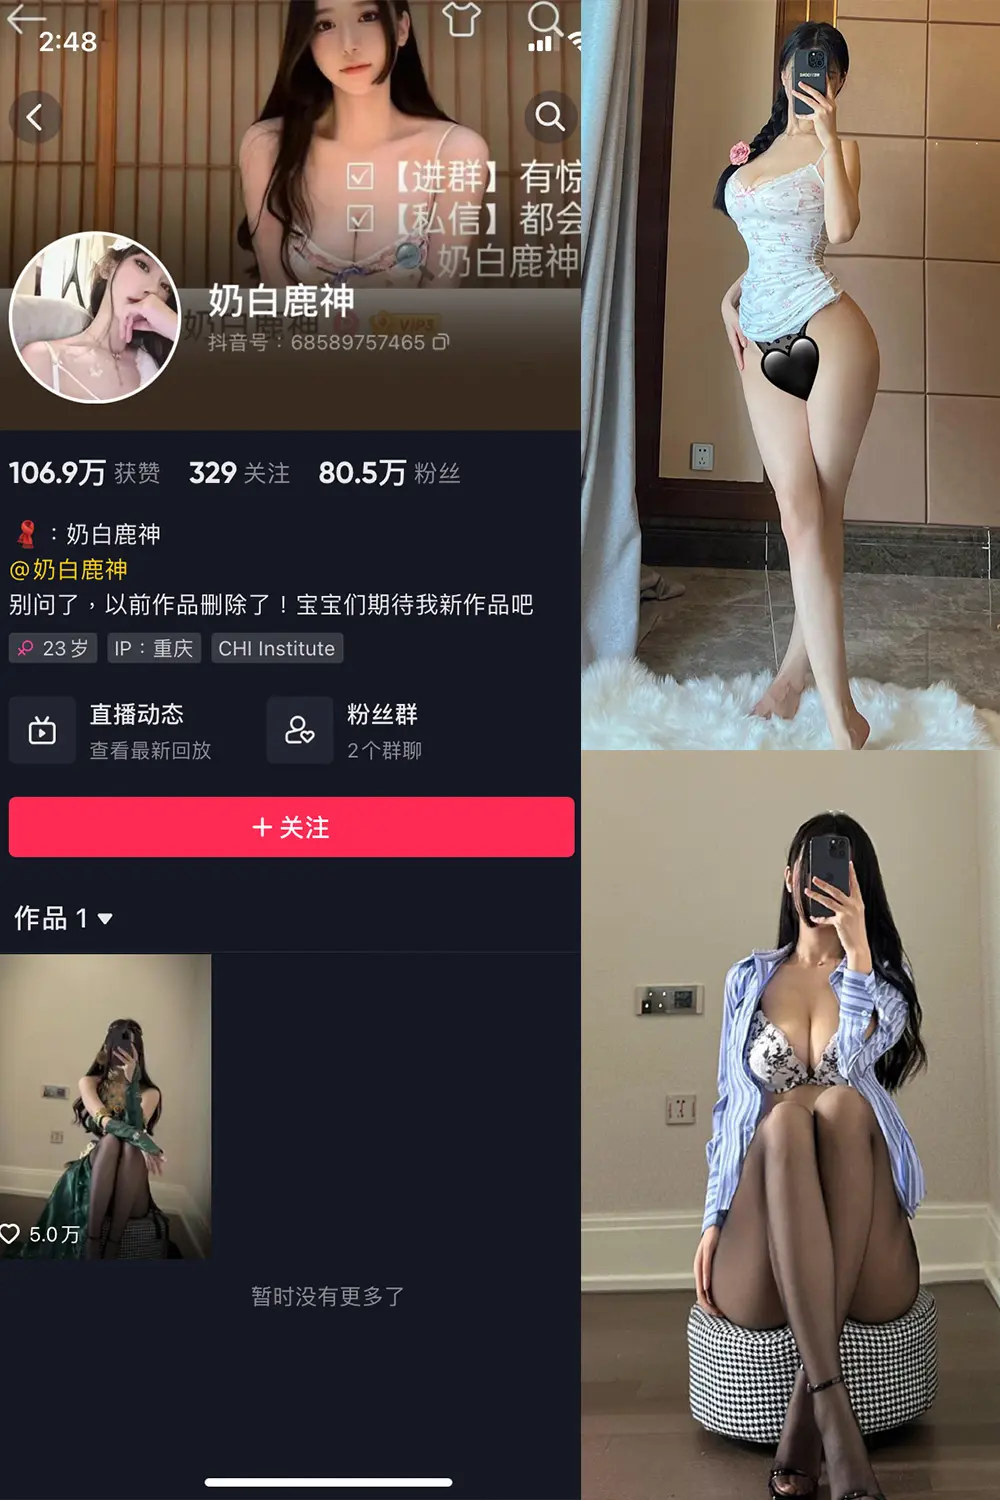 2:48
【进群】有惊
【私信】都会
奶白鹿神
奶白鹿神
抖音号：68589757465
106.9万 获赞 329 关注 80.5万 粉丝
：奶白鹿神
@奶白鹿神
别问了，以前作品删除了！宝宝们期待我新作品吧
23岁 IP：重庆 CHI Institute
直播动态 粉丝群
查看最新回放 2个群聊
+ 关注
作品 1
5.0万
暂时没有更多了